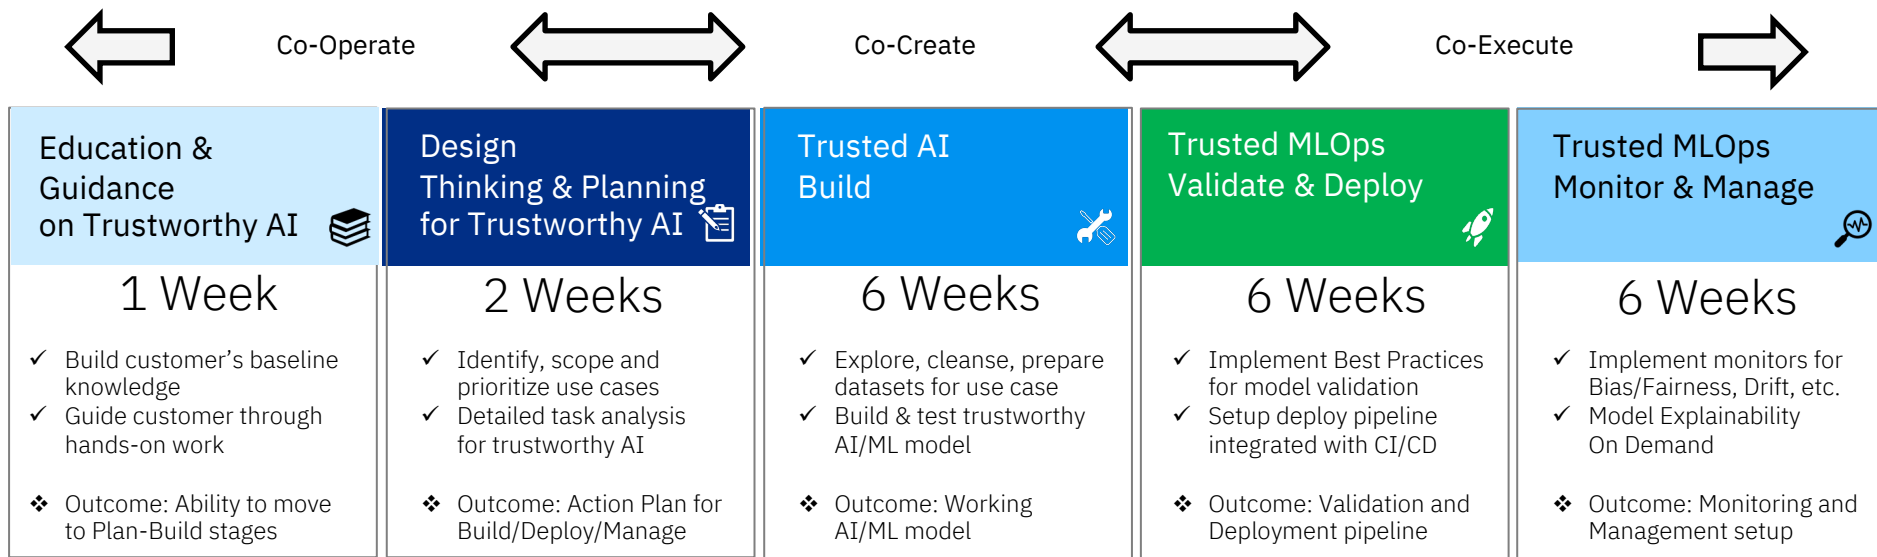 Co-Operate
Co-Create
Co-Execute
Education &
Guidance
on Trustworthy AI
1 Week
✓ Build customer’s baseline
knowledge
✓ Guide customer through
hands-on work
❖ Outcome: Ability to move
to Plan-Build stages
Design
Thinking & Planning
for Trustworthy AI
2 Weeks
✓ Identify, scope and
prioritize use cases
✓ Detailed task analysis
for trustworthy AI
❖ Outcome: Action Plan for
Build/Deploy/Manage
Trusted AI
Build
6 Weeks
✓ Explore, cleanse, prepare
datasets for use case
✓ Build & test trustworthy
AI/ML model
❖ Outcome: Working
AI/ML model
Trusted MLOps
Validate & Deploy
6 Weeks
✓ Implement Best Practices
for model validation
✓ Setup deploy pipeline
integrated with CI/CD
❖ Outcome: Validation and
Deployment pipeline
Trusted MLOps
Monitor & Manage
6 Weeks
✓ Implement monitors for
Bias/Fairness, Drift, etc.
✓ Model Explainability
On Demand
❖ Outcome: Monitoring and
Management setup